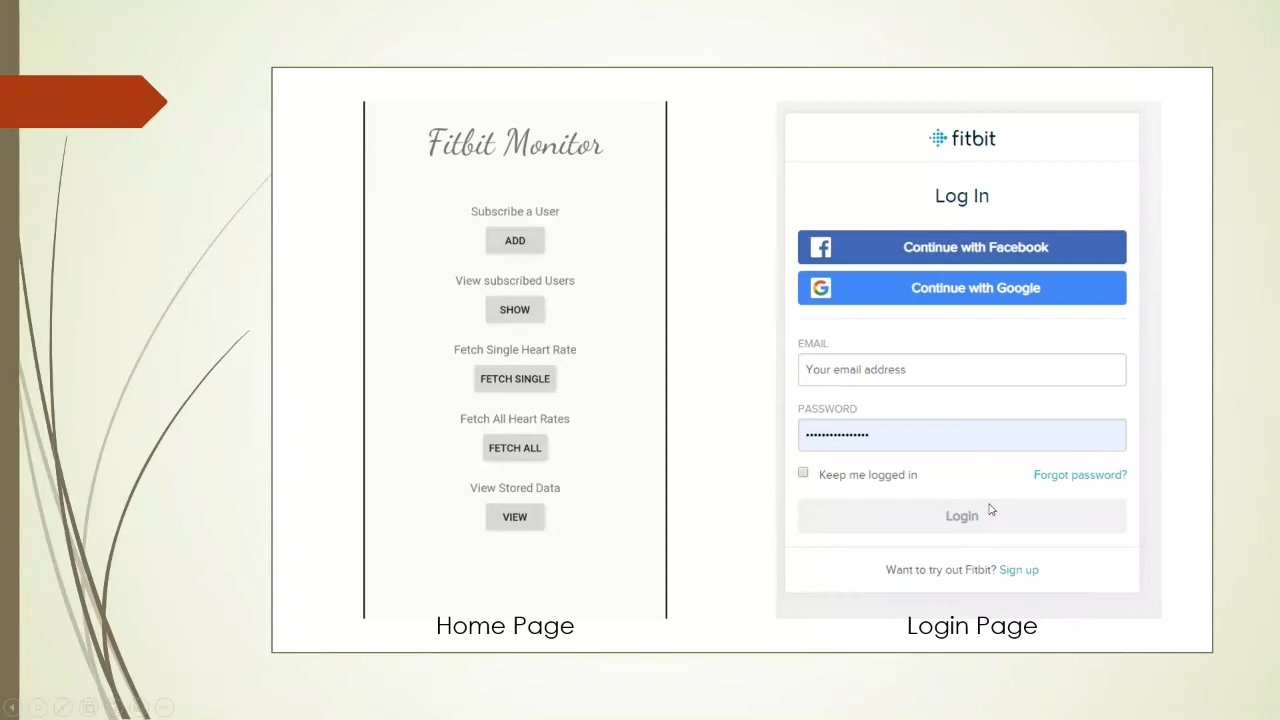 Fitbit Monitor
Subscribe a User
ADD
View subscribed Users
SHOW
Fetch Single Heart Rate
FETCH SINGLE
Fetch All Heart Rates
FETCH ALL
View Stored Data
VIEW
Home Page
fitbit
Log In
Continue with Facebook
Continue with Google
EMAIL
Your email address
PASSWORD
••••••••••••••••
Keep me logged in Forgot password?
Login
Want to try out Fitbit? Sign up
Login Page